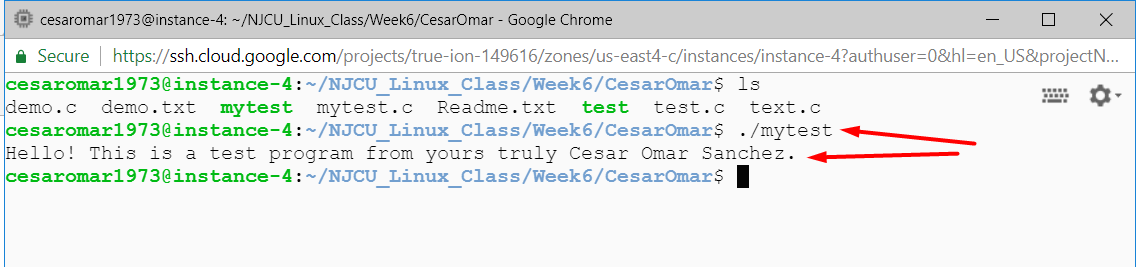 cesaromar1973@instance-4: ~/NJCU_Linux_Class/Week6/CesarOmar - Google Chrome
Secure https://ssh.cloud.google.com/projects/true-ion-149616/zones/us-east4-c/instances/instance-4?authuser=0&hl=en_US&projectN...
cesaromar1973@instance-4:~/NJCU_Linux_Class/Week6/CesarOmar$ ls
demo.c demo.txt mytest mytest.c Readme.txt test test.c text.c
cesaromar1973@instance-4:~/NJCU_Linux_Class/Week6/CesarOmar$ ./mytest
Hello! This is a test program from yours truly Cesar Omar Sanchez.
cesaromar1973@instance-4:~/NJCU_Linux_Class/Week6/CesarOmar$